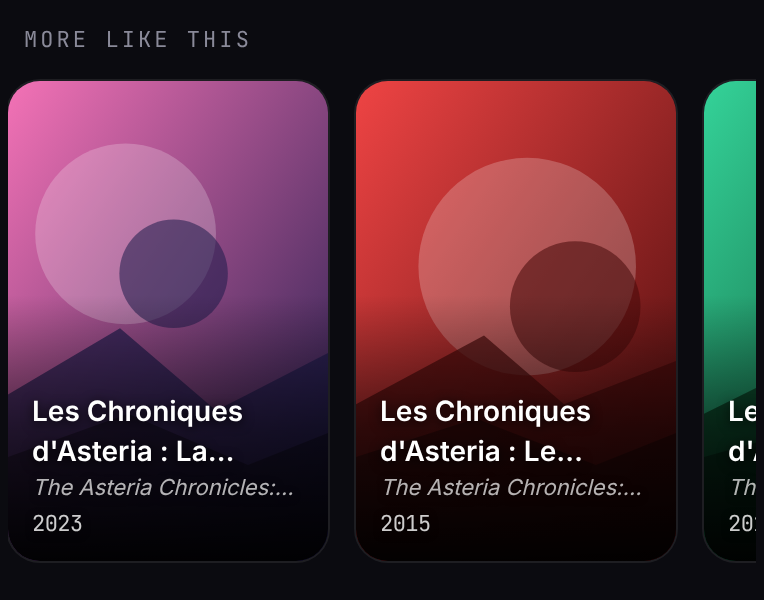 MORE LIKE THIS
Les Chroniques
d'Asteria : La...
The Asteria Chronicles:...
2023
Les Chroniques
d'Asteria : Le...
The Asteria Chronicles:...
2015